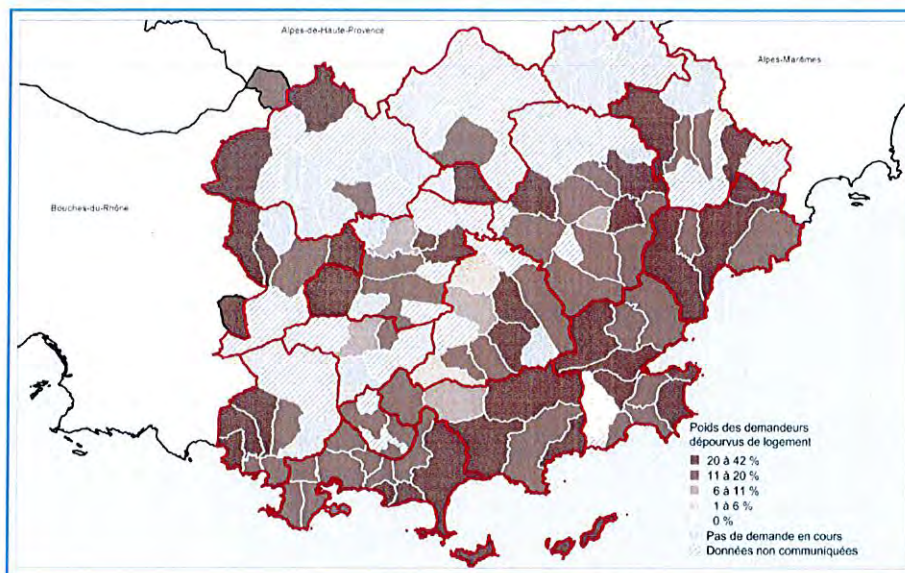 Alpes-de-Haute-Provence
Alpes-Maritimes
Bouches-du-Rhône
Poids des demandeurs
dépourvus de logement
20 à 42 %
11 à 20 %
6 à 11 %
1 à 6 %
0 %
Pas de demande en cours
Données non communiquées